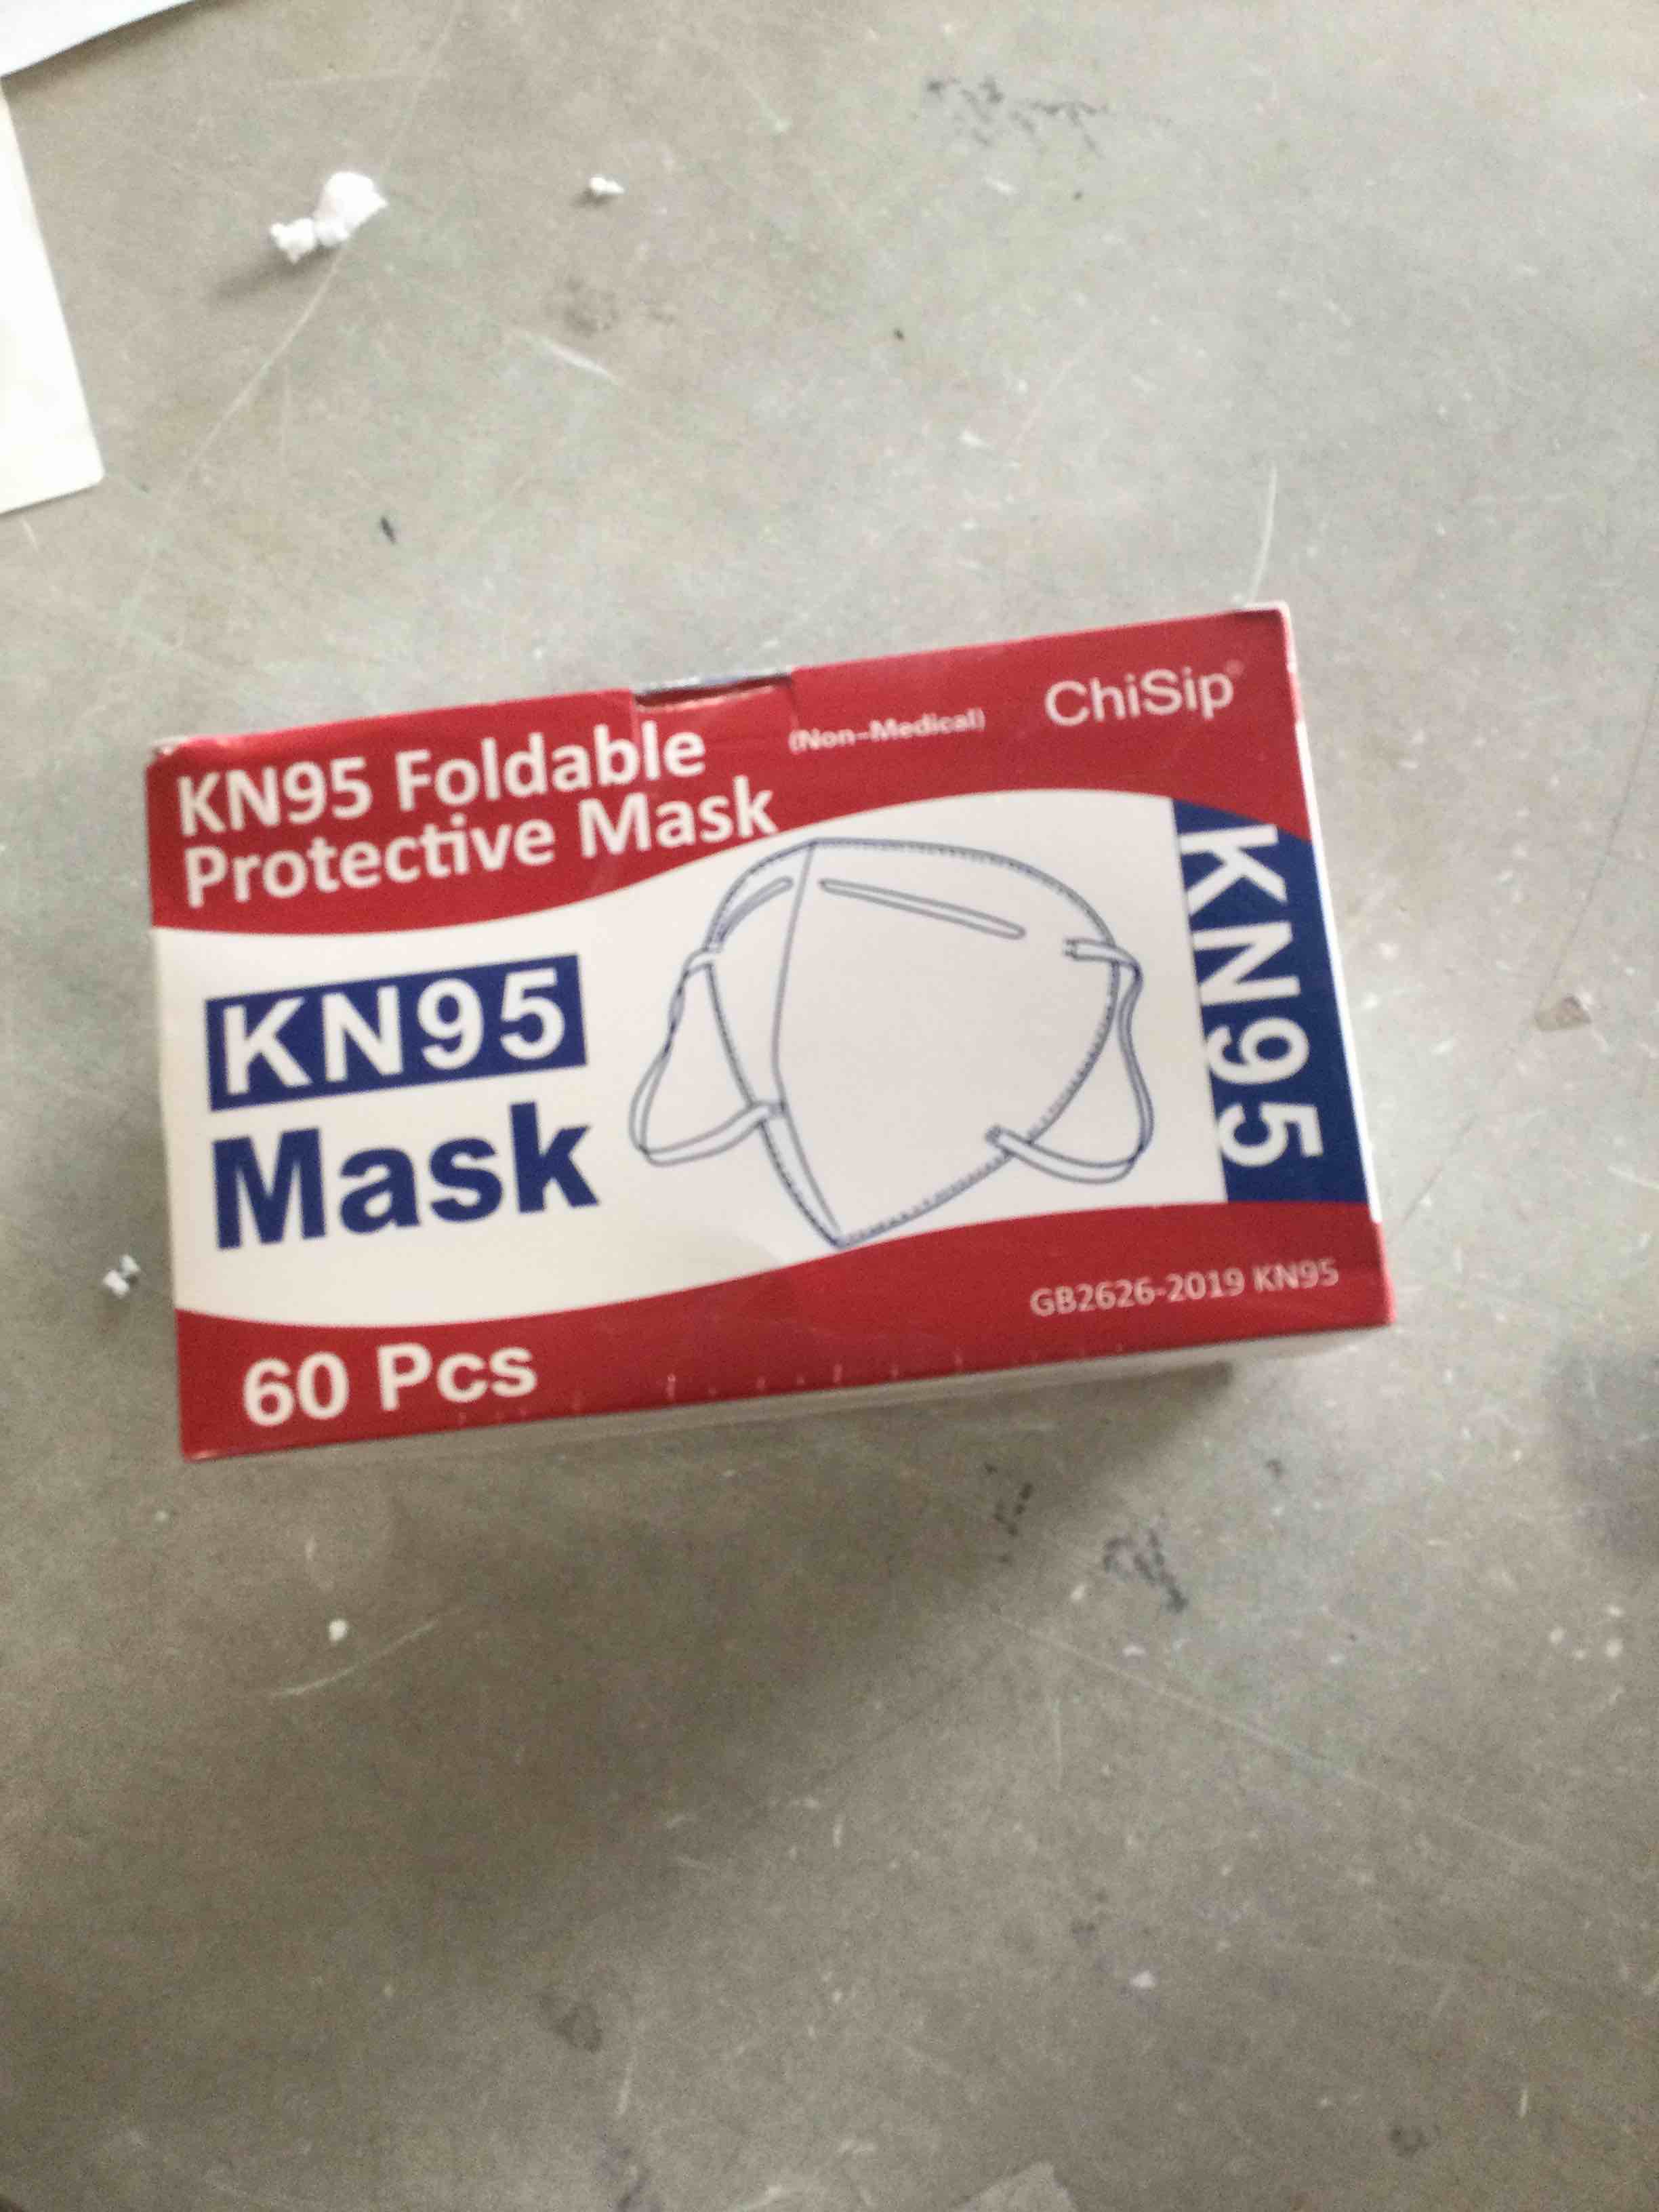 KN95 Foldable
Protective Mask
(Non-Medical)
ChiSip®
KN95
Mask
KN95
60 Pcs
GB2626-2019 KN95